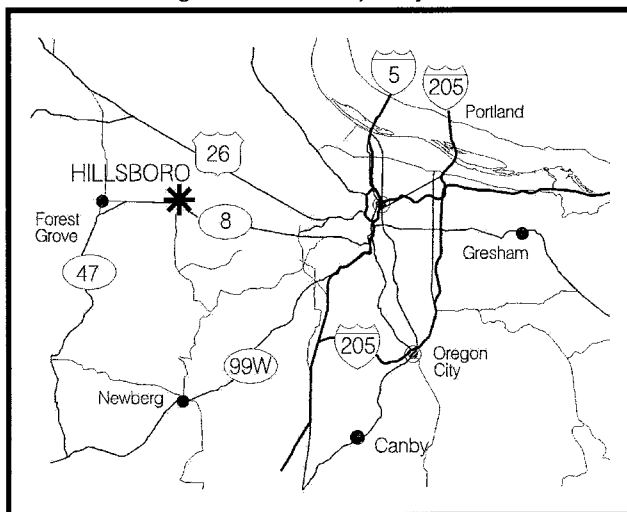 5
205
Portland
26
HILLSBORO
Forest
Grove
8
Gresham
47
205
Oregon
City
99W
Newberg
Canby